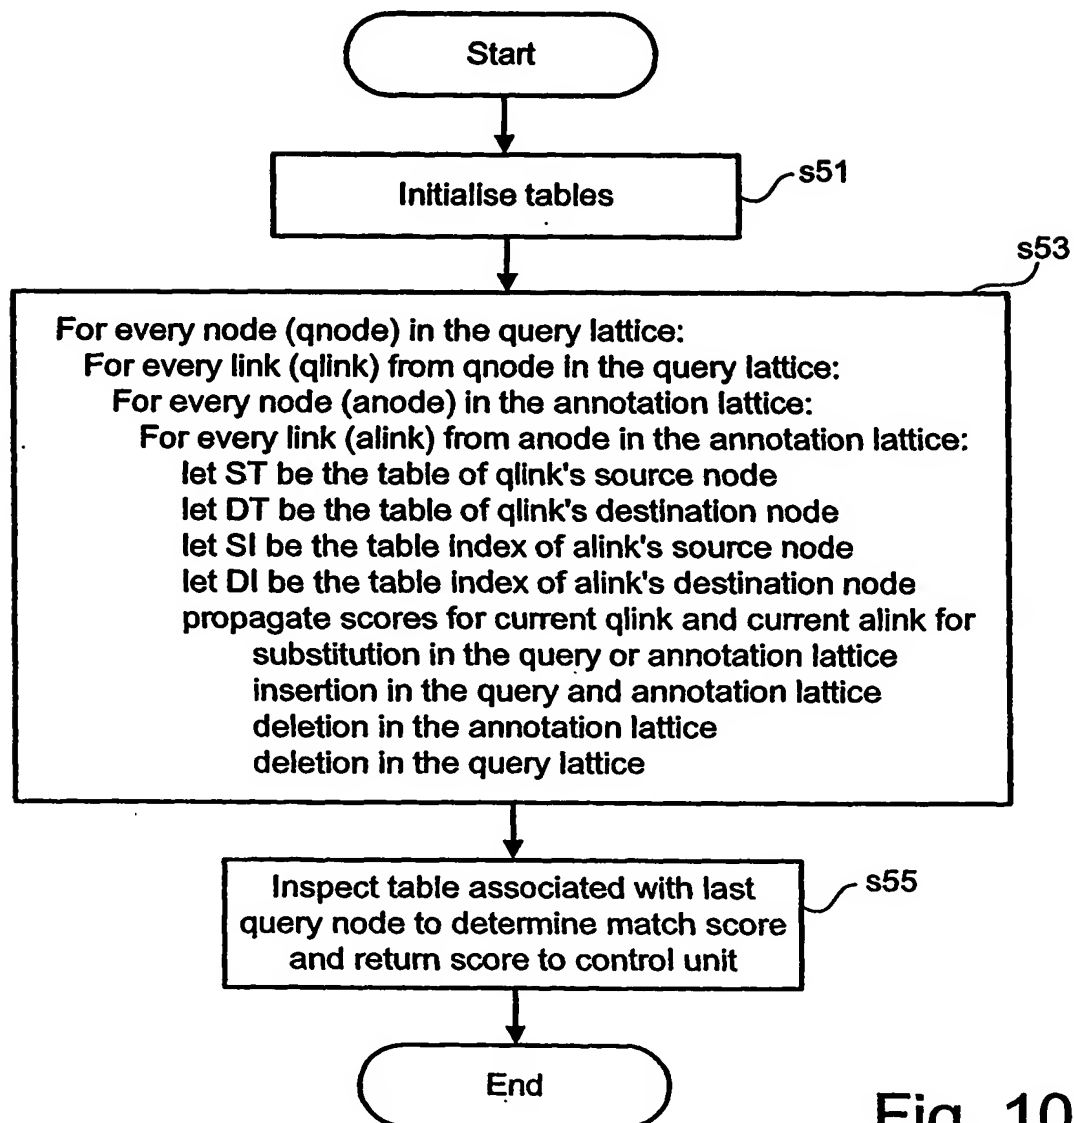 Start
Initialise tables
s51
s53
For every node (qnode) in the query lattice:
For every link (qlink) from qnode in the query lattice:
For every node (anode) in the annotation lattice:
For every link (alink) from anode in the annotation lattice:
let ST be the table of qlink's source node
let DT be the table of qlink's destination node
let SI be the table index of alink's source node
let DI be the table index of alink's destination node
propagate scores for current qlink and current alink for
substitution in the query or annotation lattice
insertion in the query and annotation lattice
deletion in the annotation lattice
deletion in the query lattice
Inspect table associated with last
query node to determine match score
and return score to control unit
s55
End
Fig. 10